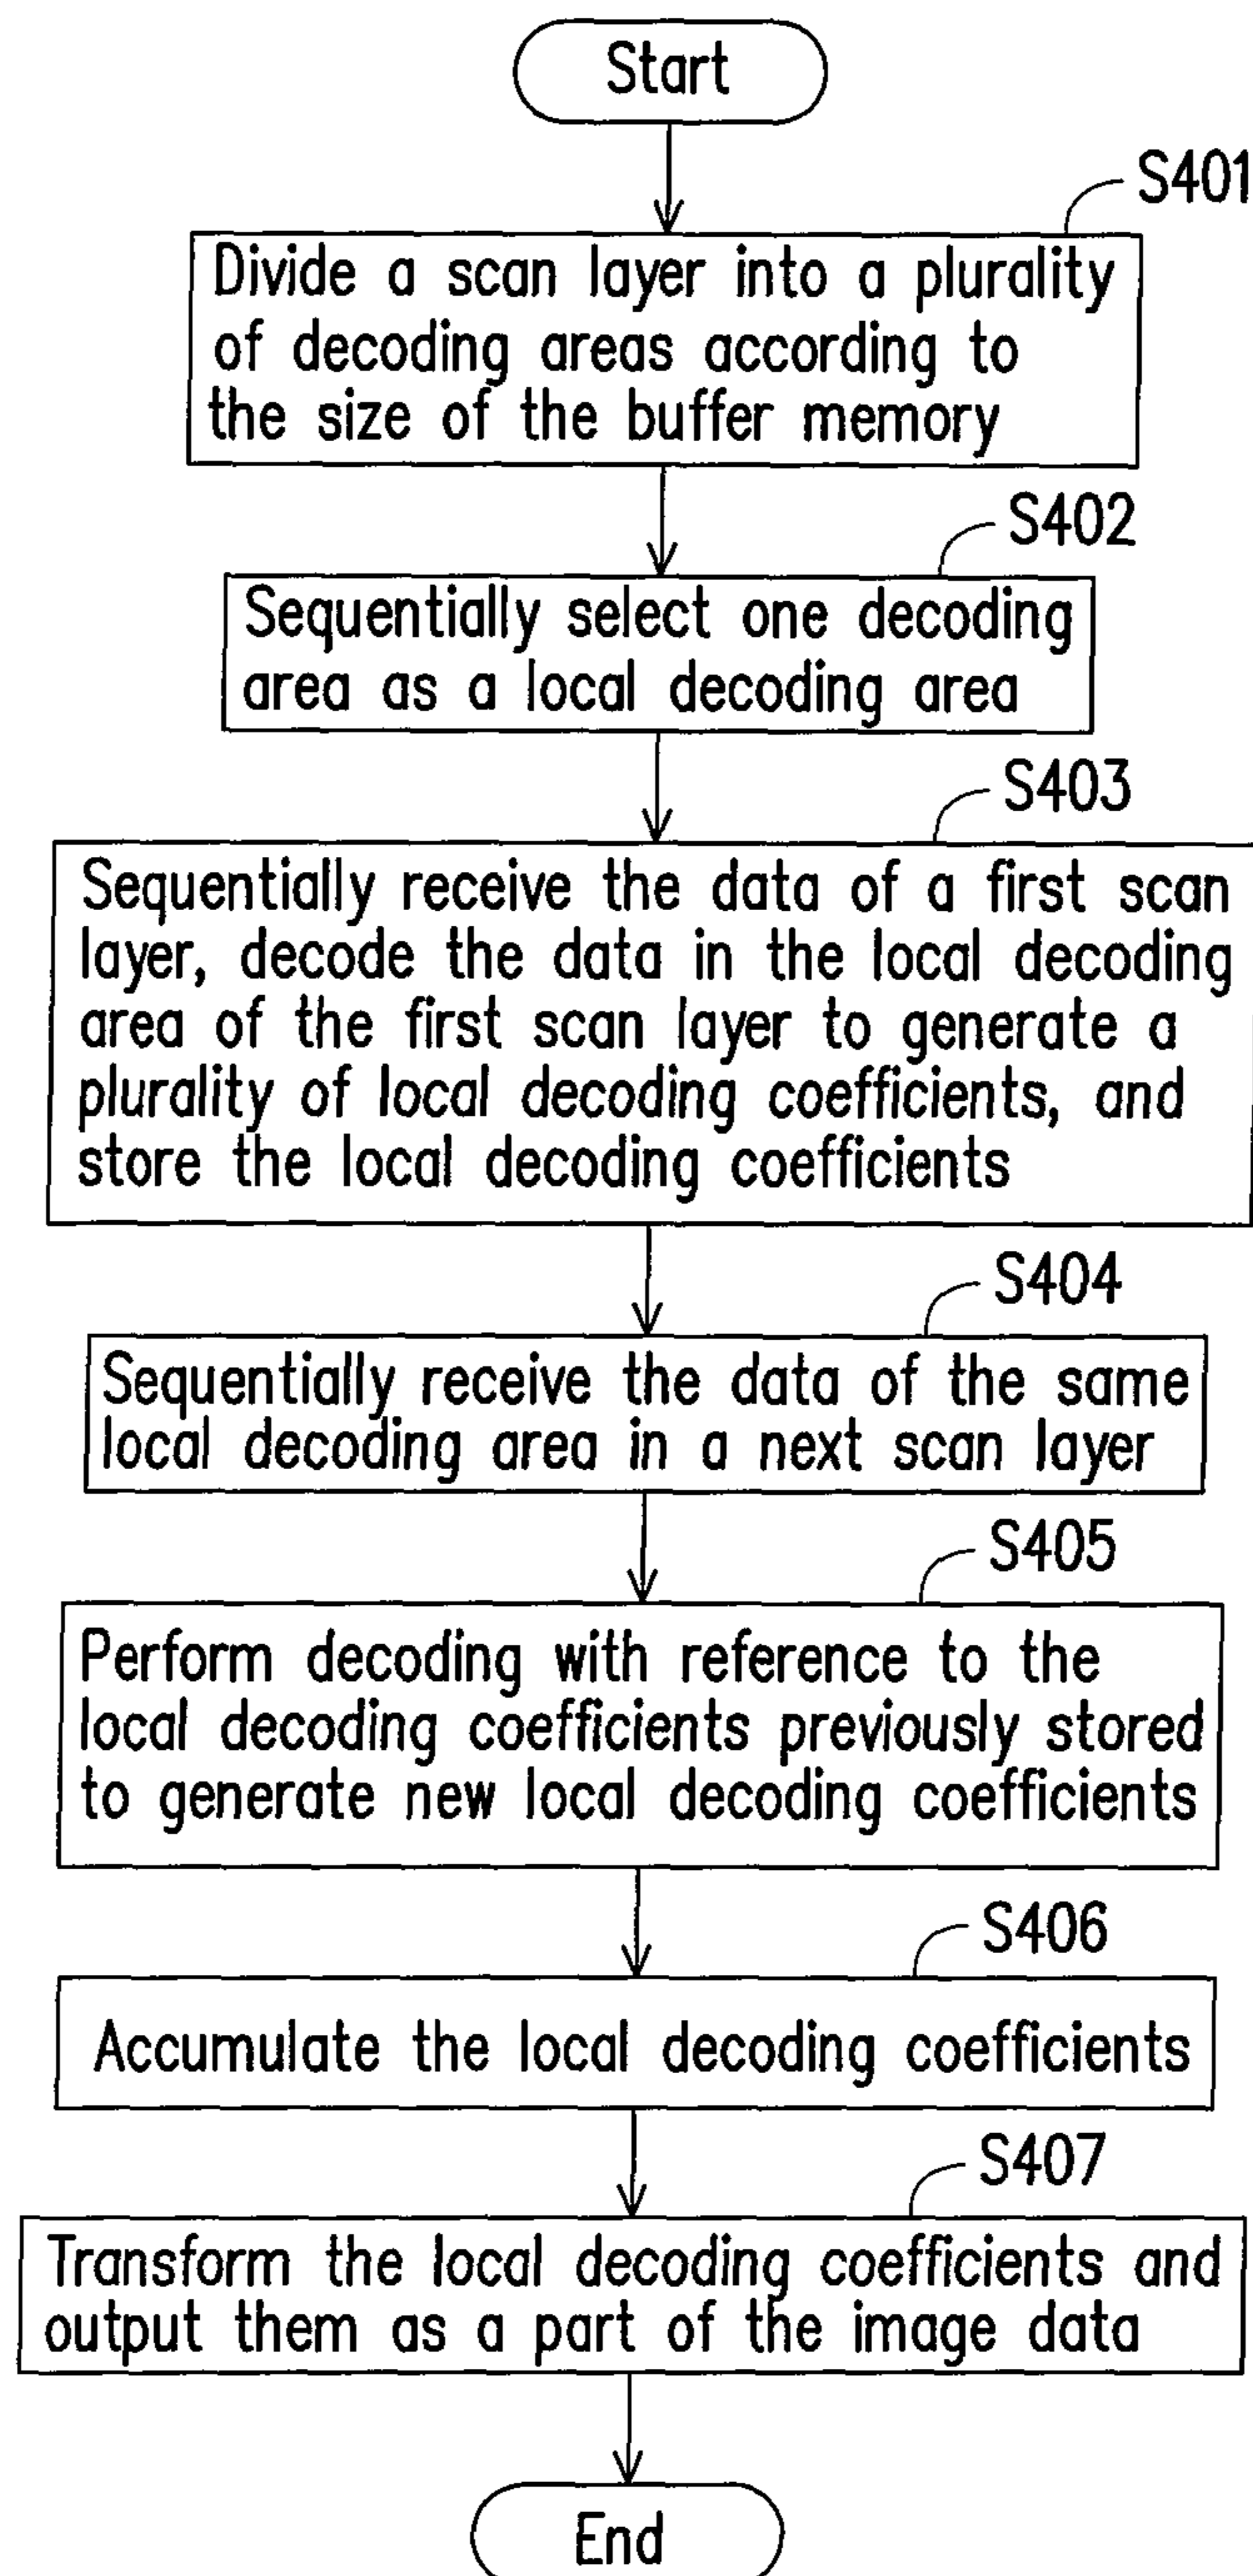 Start
S401
Divide a scan layer into a plurality
of decoding areas according to
the size of the buffer memory
S402
Sequentially select one decoding
area as a local decoding area
S403
Sequentially receive the data of a first scan
layer, decode the data in the local decoding
area of the first scan layer to generate a
plurality of local decoding coefficients, and
store the local decoding coefficients
S404
Sequentially receive the data of the same
local decoding area in a next scan layer
S405
Perform decoding with reference to the
local decoding coefficients previously stored
to generate new local decoding coefficients
S406
Accumulate the local decoding coefficients
S407
Transform the local decoding coefficients and
output them as a part of the image data
End